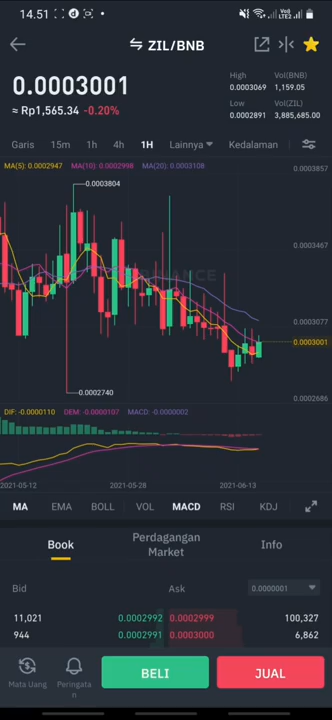 14.51
ZIL/BNB
0.0003001
≈ Rp1,565.34 -0.20%
High
0.0003069
Vol(BNB)
1,159.05
Low
0.0002891
Vol(ZIL)
3,885,685.00
Garis 15m 1h 4h 1H Lainnya Kedalaman
MA(5): 0.0002947 MA(10): 0.0002998 MA(20): 0.0003108
0.0003857
0.0003804
0.0003467
BINANCE
0.0003077
0.0003001
0.0002740
0.0002686
DIF: -0.0000110 DEM: -0.0000107 MACD: -0.0000002
2021-05-12 2021-05-28 2021-06-13
MA EMA BOLL VOL MACD RSI KDJ
Book
Perdagangan
Market
Info
Bid Ask 0.0000001
11,021 0.0002992 0.0002999 100,327
944 0.0002991 0.0003000 6,862
Mata Uang
Peringata
n
BELI
JUAL